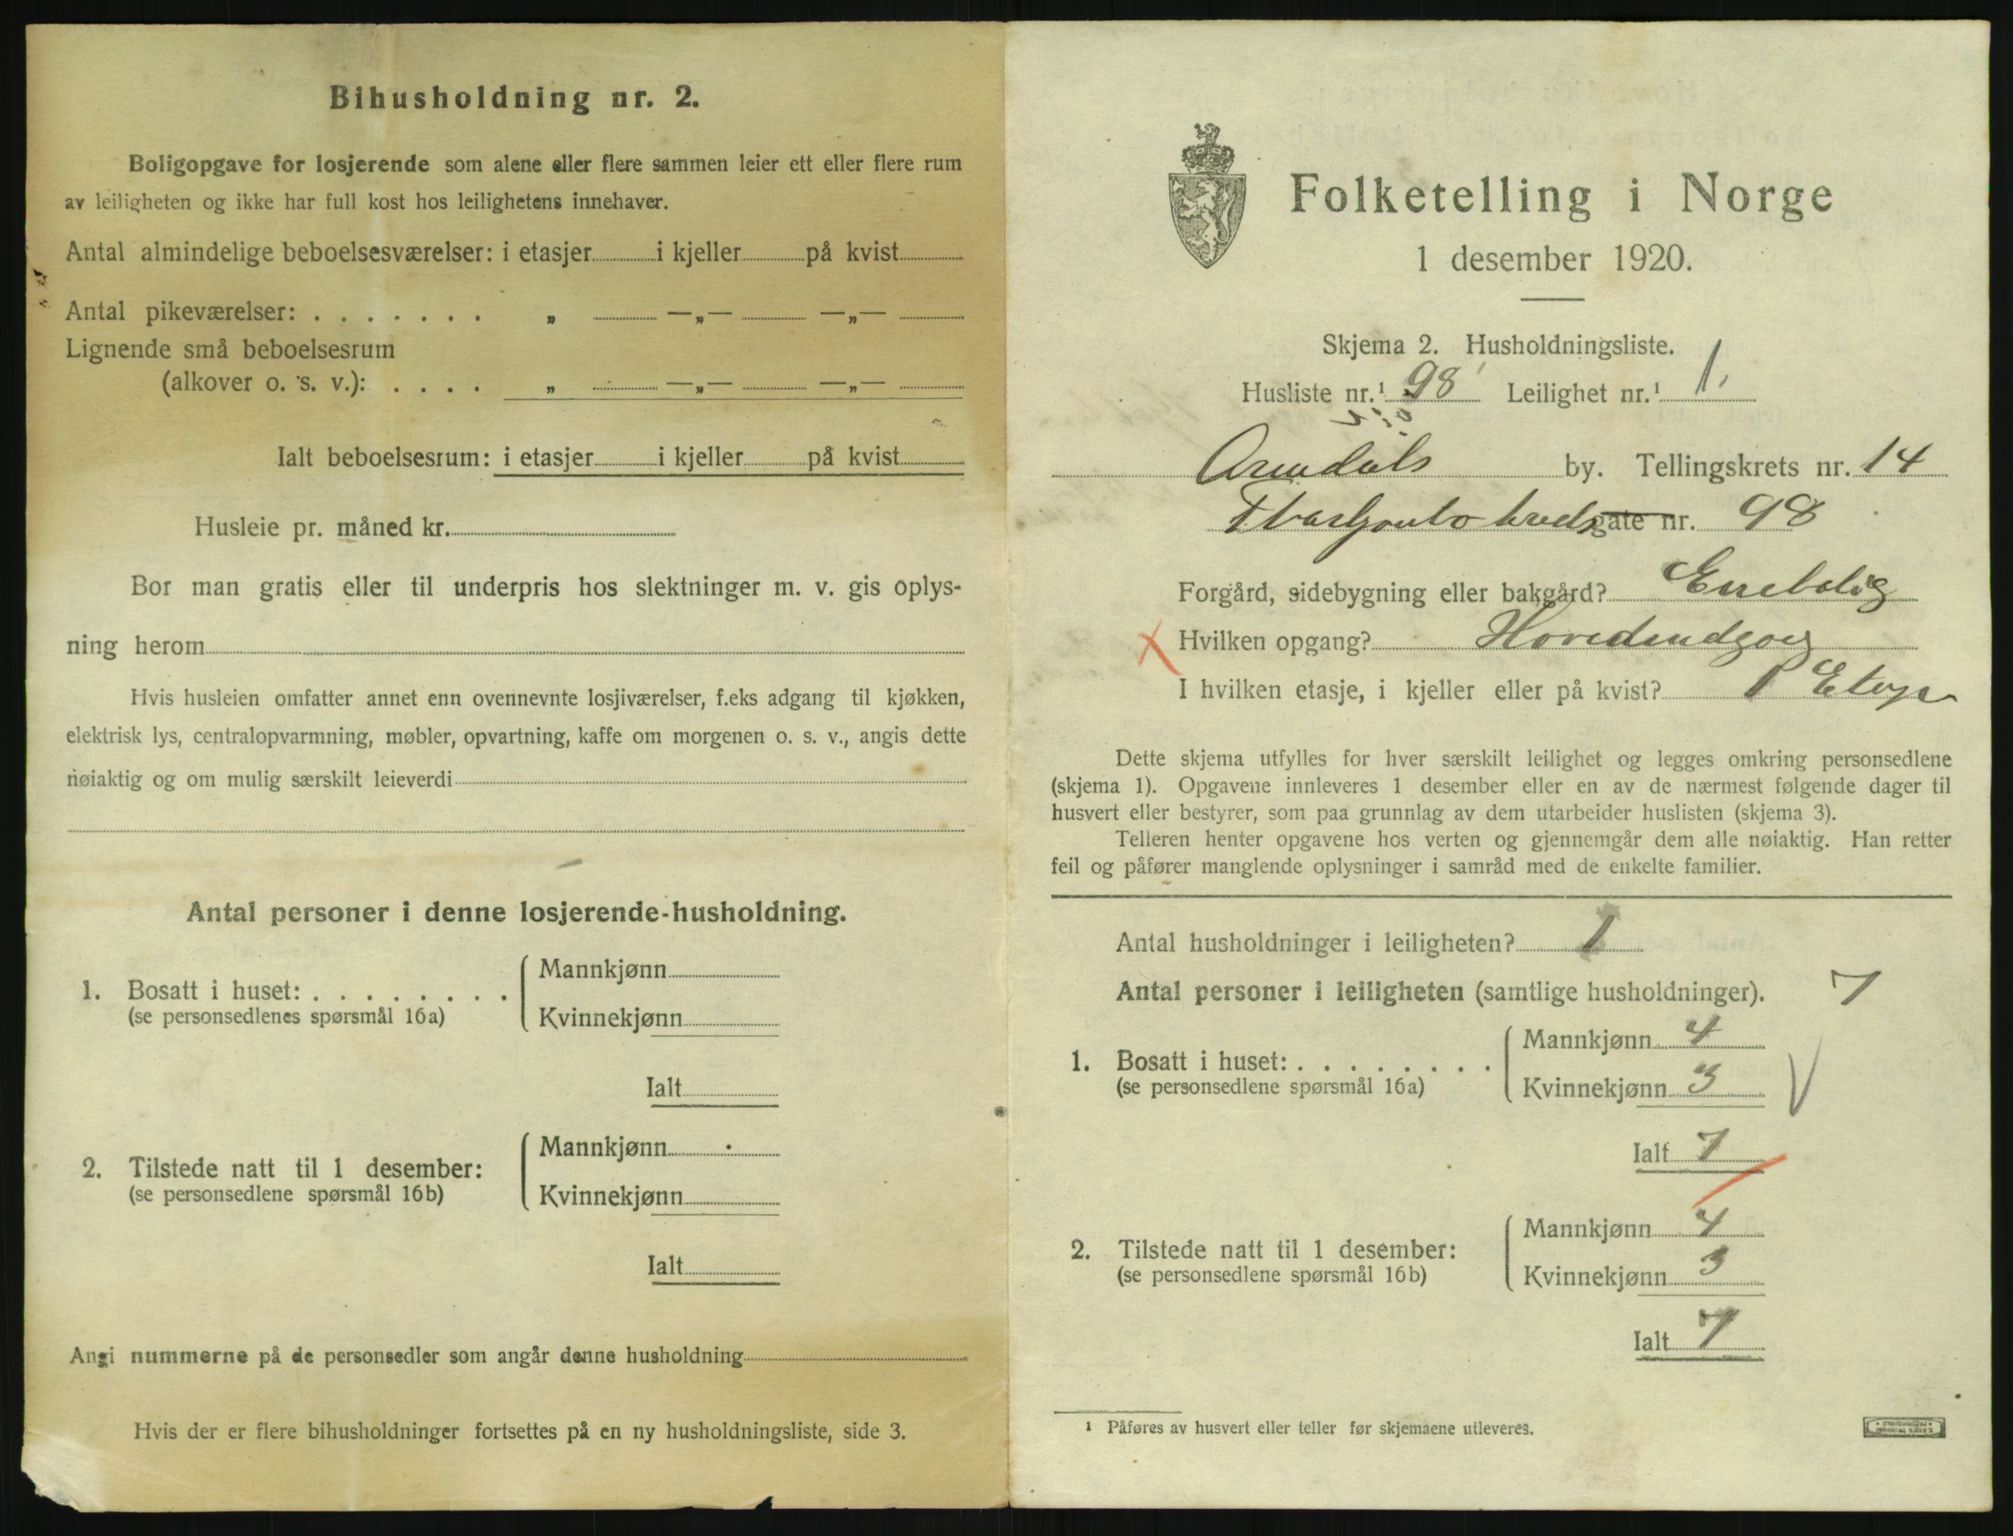 Bihusholdning nr. 2.
Boligopgave for losjerende som alene eller flere sammen leier ett eller flere rum
av leiligheten og ikke har full kost hos leilighetens innehaver.
Antal almindelige beboelsesværelser: i etasjer i kjeller på kvist
Antal pikeværelser: . . . . . . . „ —„— —„—
Lignende små beboelsesrum
(alkover o. s. v.): . . . . „ —„— —„—
Ialt beboelsesrum: i etasjer i kjeller på kvist
Husleie pr. måned kr.
Bor man gratis eller til underpris hos slektninger m. v. gis oplys-
ning herom
Hvis husleien omfatter annet enn ovennevnte losjiværelser, f.eks adgang til kjøkken,
elektrisk lys, centralopvarmning, møbler, opvartning, kaffe om morgenen o. s. v., angis dette
nøiaktig og om mulig særskilt leieverdi
Antal personer i denne losjerende-husholdning.
1. Bosatt i huset: . . . . . . . . Mannkjønn
(se personsedlenes spørsmål 16a) Kvinnekjønn
Ialt
2. Tilstede natt til 1 desember: Mannkjønn
(se personsedlene spørsmål 16b) Kvinnekjønn
Ialt
Angi nummerne på de personsedler som angår denne husholdning
Hvis der er flere bihusholdninger fortsettes på en ny husholdningsliste, side 3.
Folketelling i Norge
1 desember 1920.
Skjema 2. Husholdningsliste.
Husliste nr.¹ 98 Leilighet nr.¹ 1.
Arendals by. Tellingskrets nr. 14
gate nr. 98
Forgård, sidebygning eller bakgård? Enebolig
Hvilken opgang? Hovedindgang
I hvilken etasje, i kjeller eller på kvist? 1 Etage
Dette skjema utfylles for hver særskilt leilighet og legges omkring personsedlene
(skjema 1). Opgavene innleveres 1 desember eller en av de nærmest følgende dager til
husvert eller bestyrer, som paa grunnlag av dem utarbeider huslisten (skjema 3).
Telleren henter opgavene hos verten og gjennemgår dem alle nøiaktig. Han retter
feil og påfører manglende oplysninger i samråd med de enkelte familier.
Antal husholdninger i leiligheten? 1
Antal personer i leiligheten (samtlige husholdninger). 7
1. Bosatt i huset: . . . . . . . . Mannkjønn 4
(se personsedlene spørsmål 16a) Kvinnekjønn 3
Ialt 7
2. Tilstede natt til 1 desember: Mannkjønn 4
(se personsedlene spørsmål 16b) Kvinnekjønn 3
Ialt 7
¹ Påføres av husvert eller teller før skjemaene utleveres.